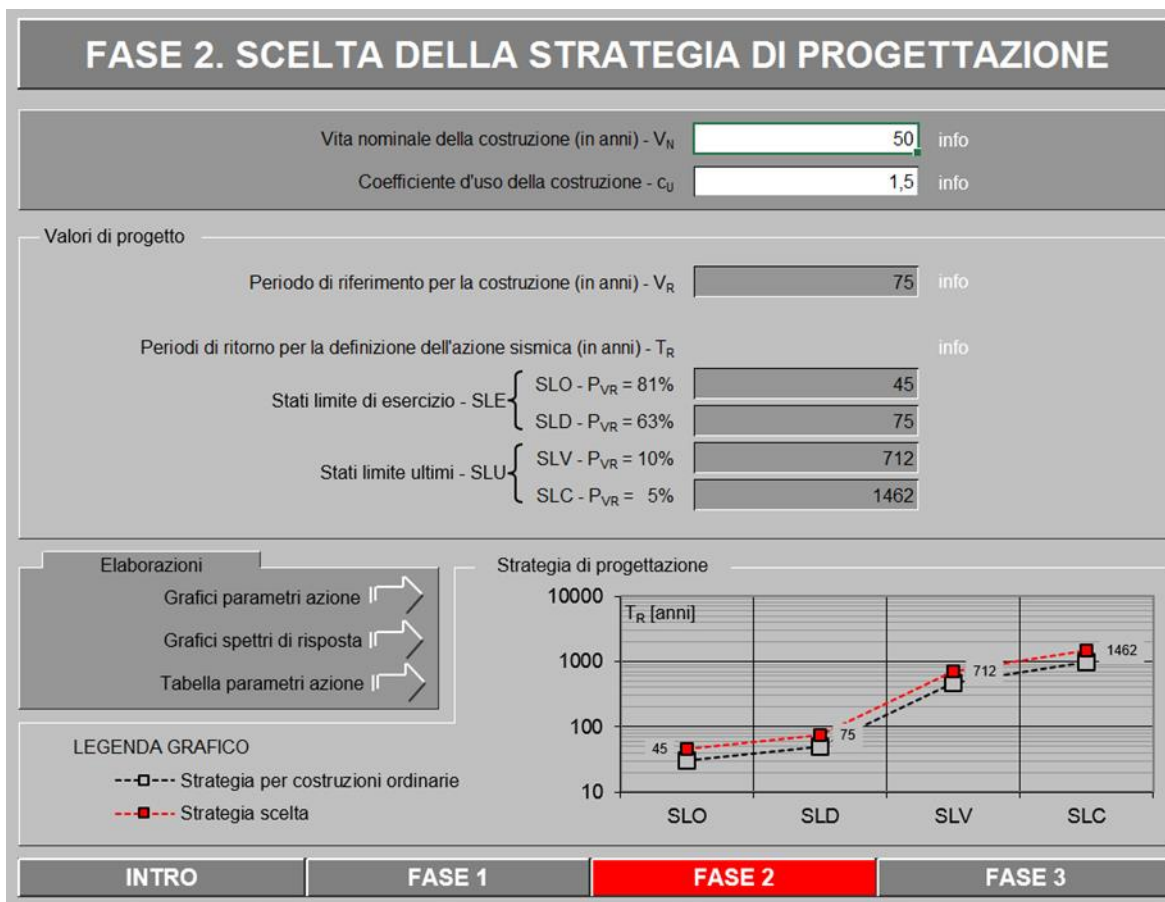 FASE 2. SCELTA DELLA STRATEGIA DI PROGETTAZIONE
Vita nominale della costruzione (in anni) - VN 50 info
Coefficiente d'uso della costruzione - cU 1,5 info
Valori di progetto
Periodo di riferimento per la costruzione (in anni) - VR 75 info
Periodi di ritorno per la definizione dell'azione sismica (in anni) - TR info
Stati limite di esercizio - SLE
SLO - PVR = 81% 45
SLD - PVR = 63% 75
Stati limite ultimi - SLU
SLV - PVR = 10% 712
SLC - PVR = 5% 1462
Elaborazioni
Grafici parametri azione
Grafici spettri di risposta
Tabella parametri azione
Strategia di progettazione
TR [anni]
10000
1000
100
10
45
75
712
1462
SLO SLD SLV SLC
LEGENDA GRAFICO
Strategia per costruzioni ordinarie
Strategia scelta
INTRO FASE 1 FASE 2 FASE 3